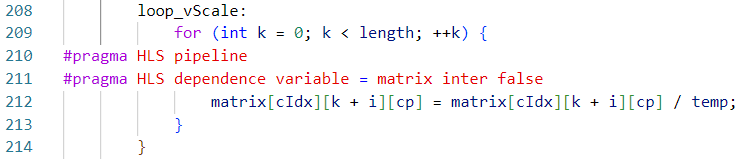 208 loop_vScale:
209 for (int k = 0; k < length; ++k) {
210 #pragma HLS pipeline
211 #pragma HLS dependence variable = matrix inter false
212 matrix[cIdx][k + i][cp] = matrix[cIdx][k + i][cp] / temp;
213 }
214 }